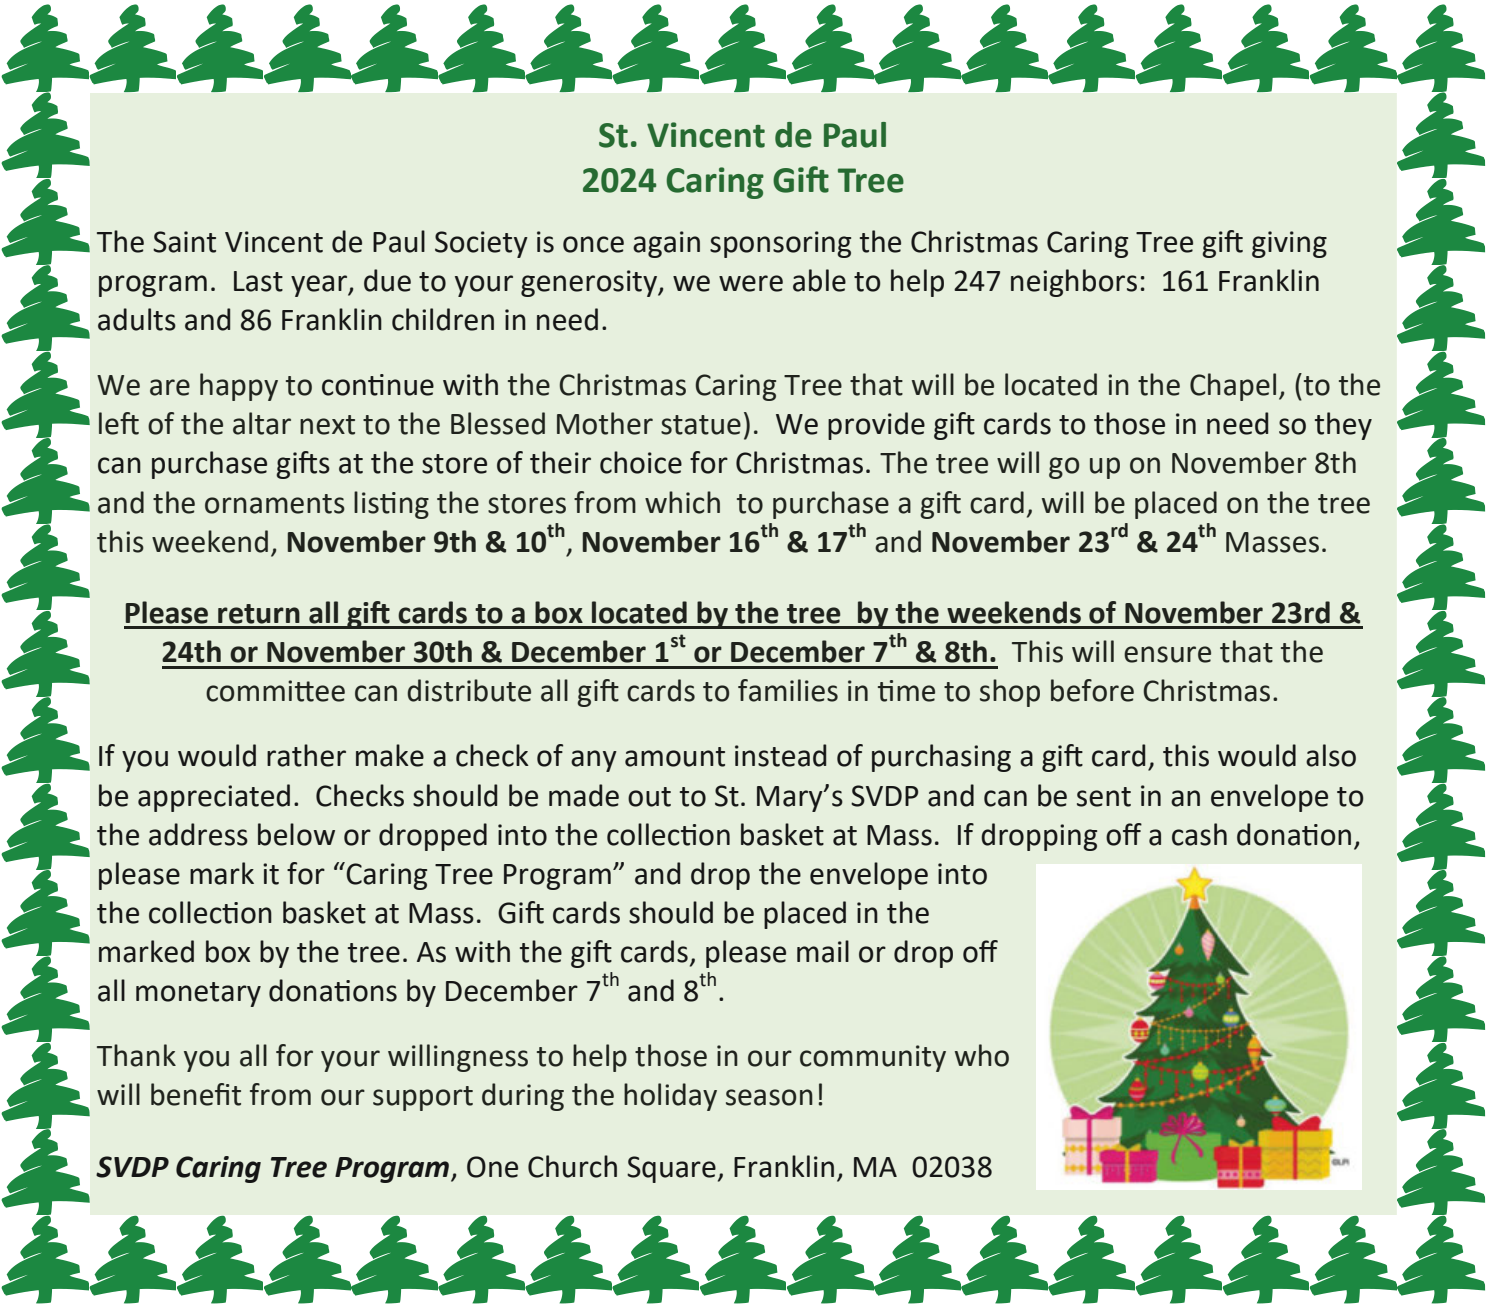 St. Vincent de Paul
2024 Caring Gift Tree
The Saint Vincent de Paul Society is once again sponsoring the Christmas Caring Tree gift giving
program.  Last year, due to your generosity, we were able to help 247 neighbors:  161 Franklin
adults and 86 Franklin children in need.
We are happy to continue with the Christmas Caring Tree that will be located in the Chapel, (to the
left of the altar next to the Blessed Mother statue).  We provide gift cards to those in need so they
can purchase gifts at the store of their choice for Christmas. The tree will go up on November 8th
and the ornaments listing the stores from which  to purchase a gift card, will be placed on the tree
this weekend, November 9th & 10th, November 16th & 17th and November 23rd & 24th Masses.
Please return all gift cards to a box located by the tree  by the weekends of November 23rd &
24th or November 30th & December 1st or December 7th & 8th.  This will ensure that the
committee can distribute all gift cards to families in time to shop before Christmas.
If you would rather make a check of any amount instead of purchasing a gift card, this would also
be appreciated.  Checks should be made out to St. Mary’s SVDP and can be sent in an envelope to
the address below or dropped into the collection basket at Mass.  If dropping off a cash donation,
please mark it for “Caring Tree Program” and drop the envelope into
the collection basket at Mass.  Gift cards should be placed in the
marked box by the tree. As with the gift cards, please mail or drop off
all monetary donations by December 7th and 8th.
Thank you all for your willingness to help those in our community who
will benefit from our support during the holiday season!
SVDP Caring Tree Program, One Church Square, Franklin, MA  02038
©LPi